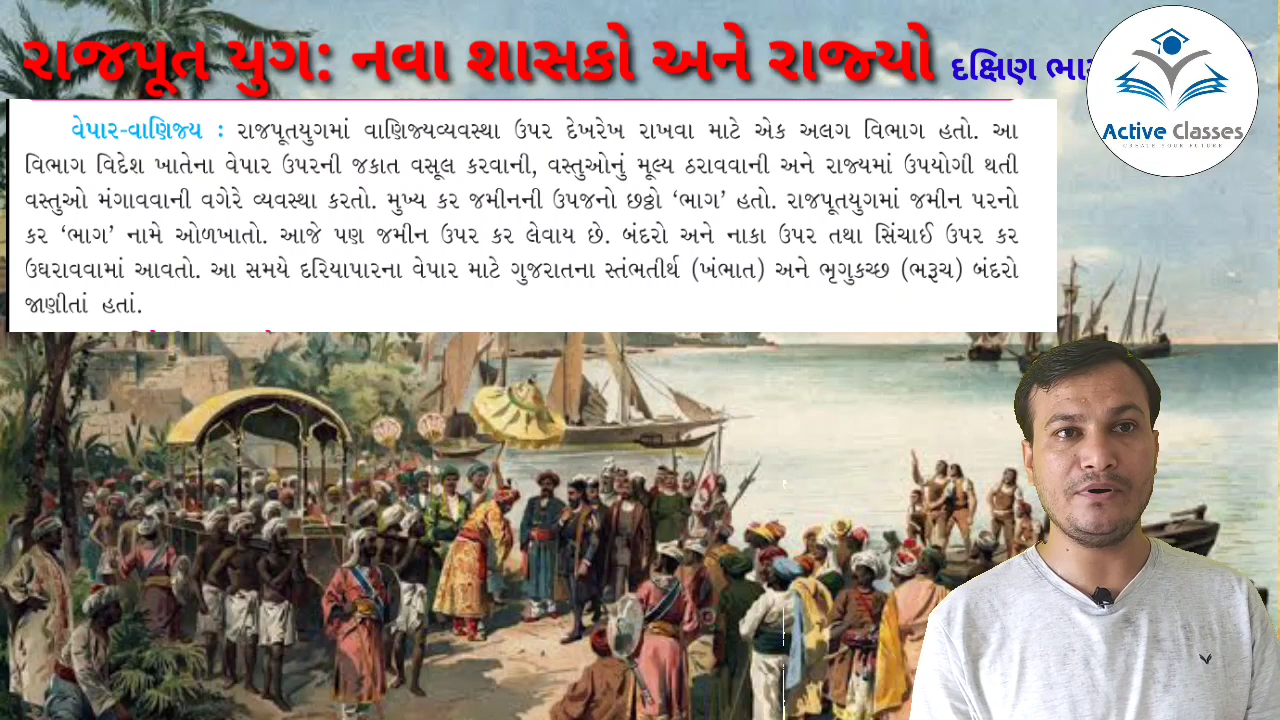 રાજપૂત યુગ: નવા શાસકો અને રાજ્યો દક્ષિણ
Active Classes
CREATE YOUR FUTURE
વેપાર-વાણિજ્ય : રાજપૂતયુગમાં વાણિજ્યવ્યવસ્થા ઉપર દેખરેખ રાખવા માટે એક અલગ વિભાગ હતો. આ
વિભાગ વિદેશ ખાતેના વેપાર ઉપરની જકાત વસૂલ કરવાની, વસ્તુઓનું મૂલ્ય ઠરાવવાની અને રાજ્યમાં ઉપયોગી થતી
વસ્તુઓ મંગાવવાની વગેરે વ્યવસ્થા કરતો. મુખ્ય કર જમીનની ઉપજનો છઠ્ઠો ‘ભાગ’ હતો. રાજપૂતયુગમાં જમીન પરનો
કર ‘ભાગ’ નામે ઓળખાતો. આજે પણ જમીન ઉપર કર લેવાય છે. બંદરો અને નાકા ઉપર તથા સિંચાઈ ઉપર કર
ઉઘરાવવામાં આવતો. આ સમયે દરિયાપારના વેપાર માટે ગુજરાતના સ્તંભતીર્થ (ખંભાત) અને ભૃગુકચ્છ (ભરૂચ) બંદરો
જાણીતાં હતાં.